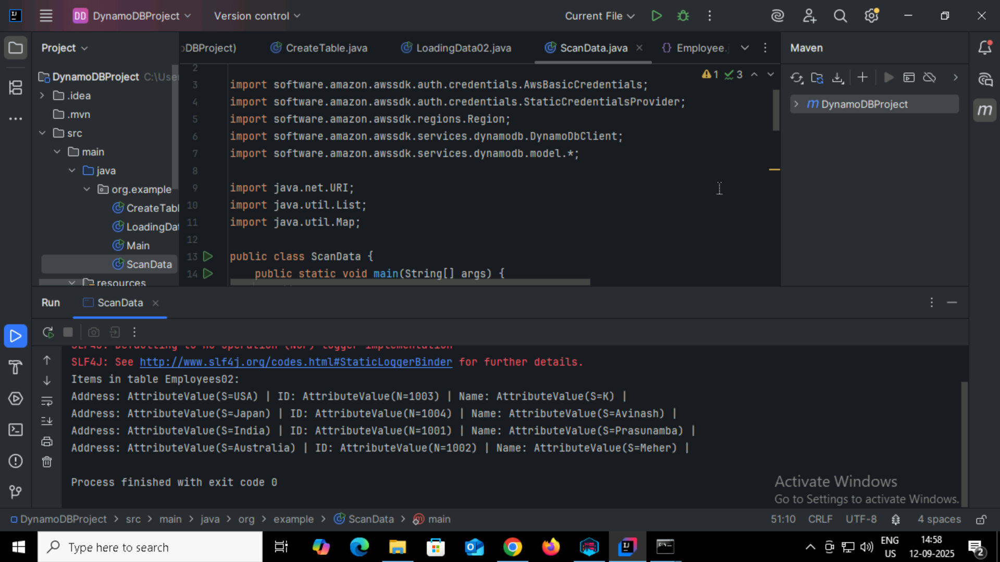 DD DynamoDBProject Version control Current File
Project
oDBProject) CreateTable.java LoadingData02.java ScanData.java Employee.j
Maven
DynamoDBProject C:\Use
.idea
.mvn
src
main
java
org.example
CreateTabl
LoadingDat
Main
ScanData
resources
1 3
2
3 import software.amazon.awssdk.auth.credentials.AwsBasicCredentials;
4 import software.amazon.awssdk.auth.credentials.StaticCredentialsProvider;
5 import software.amazon.awssdk.regions.Region;
6 import software.amazon.awssdk.services.dynamodb.DynamoDbClient;
7 import software.amazon.awssdk.services.dynamodb.model.*;
8
9 import java.net.URI;
10 import java.util.List;
11 import java.util.Map;
12
13 public class ScanData {
14 public static void main(String[] args) {
m DynamoDBProject
Run ScanData
SLF4J: Defaulting to no-operation (NOP) logger implementation
SLF4J: See http://www.slf4j.org/codes.html#StaticLoggerBinder for further details.
Items in table Employees02:
Address: AttributeValue(S=USA) | ID: AttributeValue(N=1003) | Name: AttributeValue(S=K) |
Address: AttributeValue(S=Japan) | ID: AttributeValue(N=1004) | Name: AttributeValue(S=Avinash) |
Address: AttributeValue(S=India) | ID: AttributeValue(N=1001) | Name: AttributeValue(S=Prasunamba) |
Address: AttributeValue(S=Australia) | ID: AttributeValue(N=1002) | Name: AttributeValue(S=Meher) |
Process finished with exit code 0
Activate Windows
Go to Settings to activate Windows.
DynamoDBProject > src > main > java > org > example > ScanData > main
51:10 CRLF UTF-8 4 spaces
Type here to search
ENG
US
14:58
12-09-2025
2